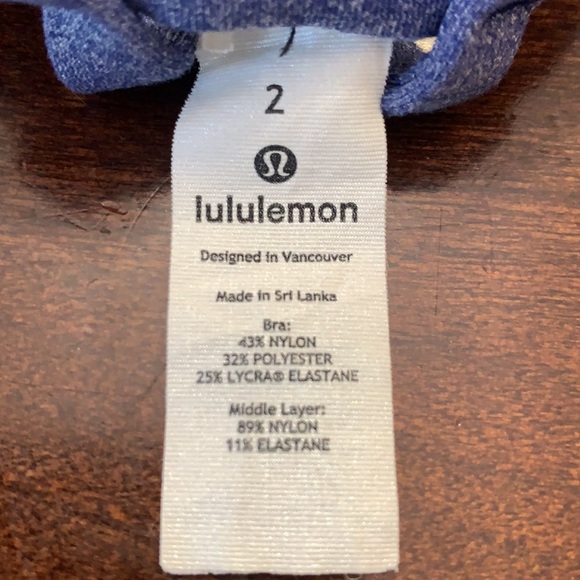 2
lululemon
Designed in Vancouver
Made in Sri Lanka
Bra:
43% NYLON
32% POLYESTER
25% LYCRA® ELASTANE
Middle Layer:
89% NYLON
11% ELASTANE